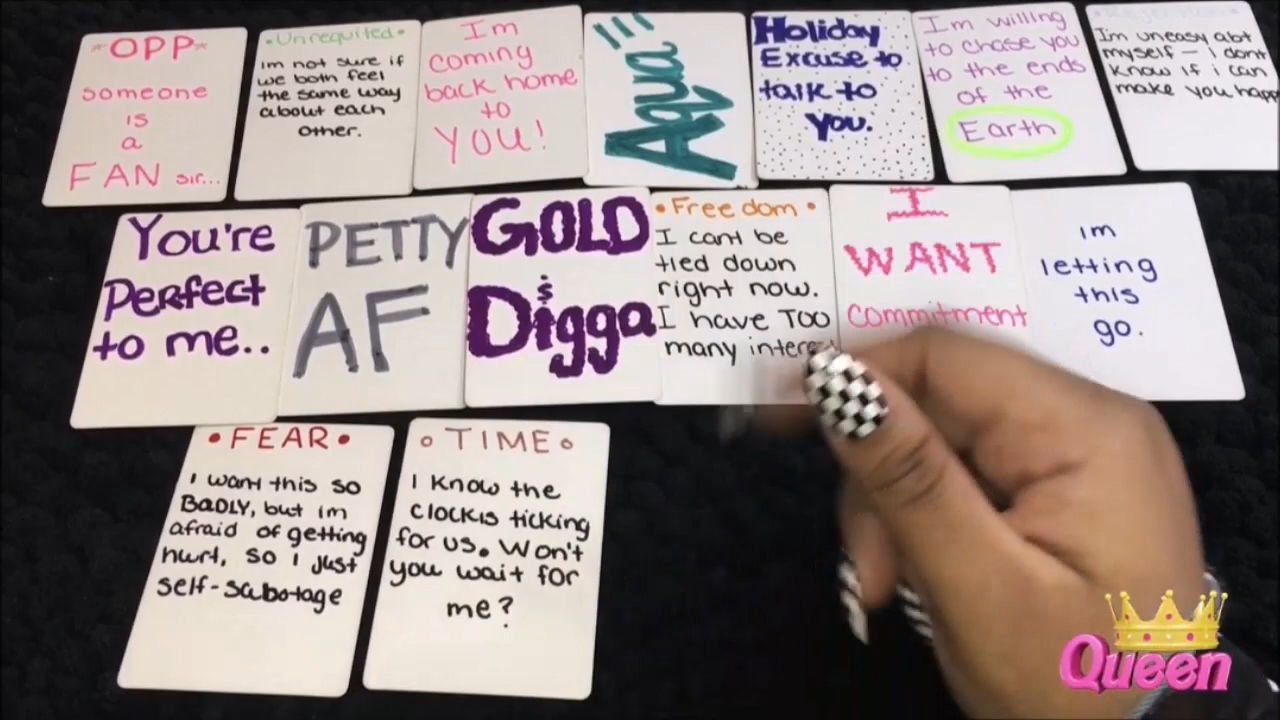 *OPP*
someone
is
a
FAN sir...
*Unrequited*
im not sure if
we both feel
the same way
about each
other.
Im
coming
back home
to
YOU!
Aqua
Holiday
Excuse to
talk to
you.
Im willing
to chase you
to the ends
of the
Earth
Im uneasy abt
myself - I dont
know if i can
make you happ
You're
Perfect
to me..
PETTY
AF
GOLD
$
Digga
• Freedom •
I cant be
tied down
right now.
I have TOO
many
I
WANT
commitment
im
letting
this
go.
• FEAR •
I want this so
BADLY, but im
afraid of getting
hurt, so I just
self-sabotage
o TIME o
I know the
clock is ticking
for us. Won't
you wait for
me?
Queen